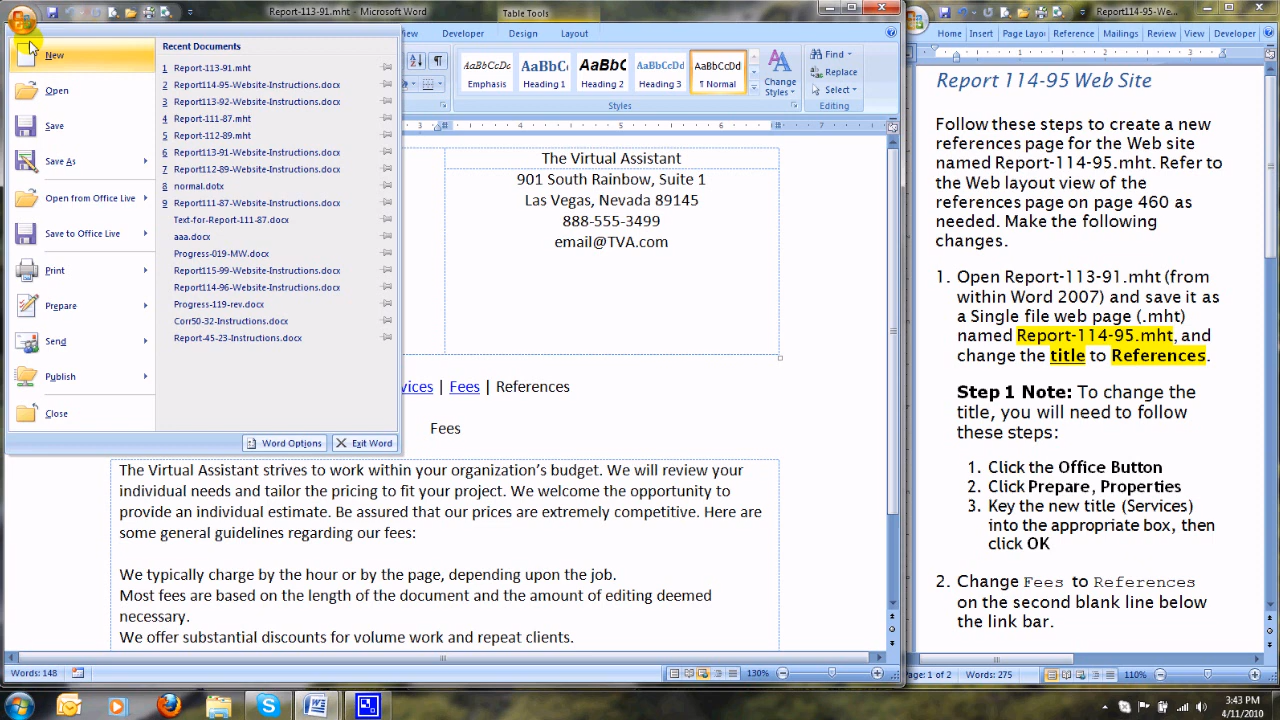 Report-113-91.mht - Microsoft Word
Table Tools
View
Developer
Design
Layout
New
Open
Save
Save As
Open from Office Live
Save to Office Live
Print
Prepare
Send
Publish
Close
Recent Documents
1 Report-113-91.mht
2 Report114-95-Website-Instructions.docx
3 Report113-92-Website-Instructions.docx
4 Report-111-87.mht
5 Report-112-89.mht
6 Report113-91-Website-Instructions.docx
7 Report112-89-Website-Instructions.docx
8 normal.dotx
9 Report111-87-Website-Instructions.docx
Text-for-Report-111-87.docx
aaa.docx
Progress-019-MW.docx
Report115-99-Website-Instructions.docx
Report114-96-Website-Instructions.docx
Progress-119-rev.docx
Corr50-32-Instructions.docx
Report-45-23-Instructions.docx
Word Options
Exit Word
AaBbCcDd AaBbC AaBbCc AaBbCcDd AaBbCcDd
Emphasis Heading 1 Heading 2 Heading 3 ¶ Normal
Change Styles
Styles
Find
Replace
Select
Editing
3 4 5 6 7
The Virtual Assistant
901 South Rainbow, Suite 1
Las Vegas, Nevada 89145
888-555-3499
email@TVA.com
vices | Fees | References
Fees
The Virtual Assistant strives to work within your organization's budget. We will review your
individual needs and tailor the pricing to fit your project. We welcome the opportunity to
provide an individual estimate. Be assured that our prices are extremely competitive. Here are
some general guidelines regarding our fees:
We typically charge by the hour or by the page, depending upon the job.
Most fees are based on the length of the document and the amount of editing deemed
necessary.
We offer substantial discounts for volume work and repeat clients.
Words: 148
130%
Report114-95-We...
Home Insert Page Layou Reference Mailings Review View Developer
1 2 3
Report 114-95 Web Site
Follow these steps to create a new
references page for the Web site
named Report-114-95.mht. Refer to
the Web layout view of the
references page on page 460 as
needed. Make the following
changes.
1. Open Report-113-91.mht (from
within Word 2007) and save it as
a Single file web page (.mht)
named Report-114-95.mht, and
change the title to References.
Step 1 Note: To change the
title, you will need to follow
these steps:
1. Click the Office Button
2. Click Prepare, Properties
3. Key the new title (Services)
into the appropriate box, then
click OK
2. Change Fees to References
on the second blank line below
the link bar.
Page: 1 of 2 Words: 275
110%
3:43 PM
4/11/2010